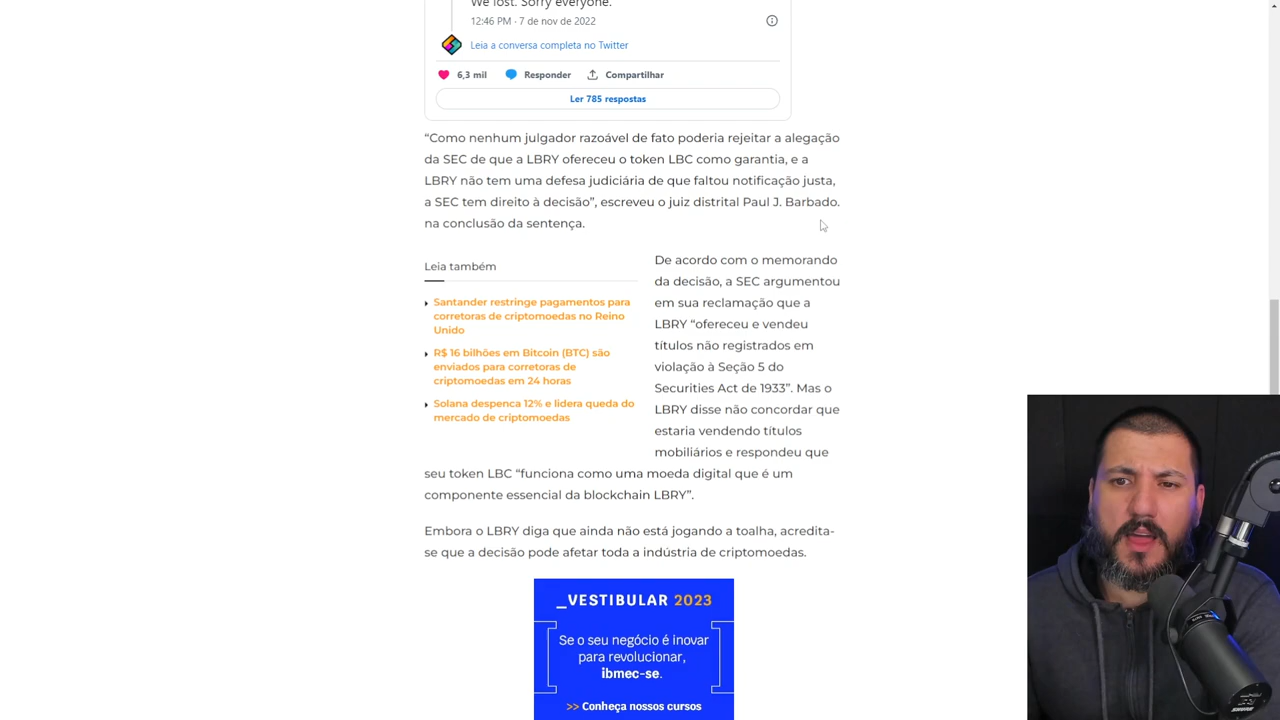 We lost. Sorry everyone.
12:46 PM · 7 de nov de 2022
Leia a conversa completa no Twitter
6,3 mil
Responder
Compartilhar
Ler 785 respostas
“Como nenhum julgador razoável de fato poderia rejeitar a alegação
da SEC de que a LBRY ofereceu o token LBC como garantia, e a
LBRY não tem uma defesa judiciária de que faltou notificação justa,
a SEC tem direito à decisão”, escreveu o juiz distrital Paul J. Barbado.
na conclusão da sentença.
Leia também
Santander restringe pagamentos para
corretoras de criptomoedas no Reino
Unido
R$ 16 bilhões em Bitcoin (BTC) são
enviados para corretoras de
criptomoedas em 24 horas
Solana despenca 12% e lidera queda do
mercado de criptomoedas
De acordo com o memorando
da decisão, a SEC argumentou
em sua reclamação que a
LBRY “ofereceu e vendeu
títulos não registrados em
violação à Seção 5 do
Securities Act de 1933”. Mas o
LBRY disse não concordar que
estaria vendendo títulos
mobiliários e respondeu que
seu token LBC “funciona como uma moeda digital que é um
componente essencial da blockchain LBRY”.
Embora o LBRY diga que ainda não está jogando a toalha, acredita-
se que a decisão pode afetar toda a indústria de criptomoedas.
_VESTIBULAR 2023
Se o seu negócio é inovar
para revolucionar,
ibmec-se.
>> Conheça nossos cursos